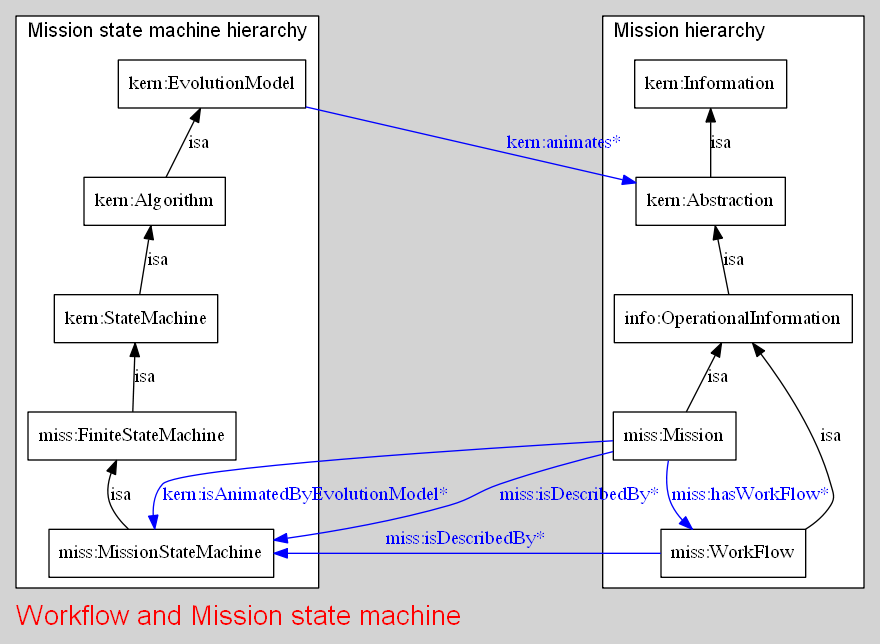 Mission state machine hierarchy
Mission hierarchy
kern:EvolutionModel
kern:Information
isa
kern:animates*
isa
kern:Algorithm
kern:Abstraction
isa
isa
kern:StateMachine
info:OperationalInformation
isa
isa
miss:FiniteStateMachine
miss:Mission
isa
isa
kern:isAnimatedByEvolutionModel*
miss:isDescribedBy*
miss:hasWorkFlow*
miss:isDescribedBy*
miss:MissionStateMachine
miss:WorkFlow
Workflow and Mission state machine